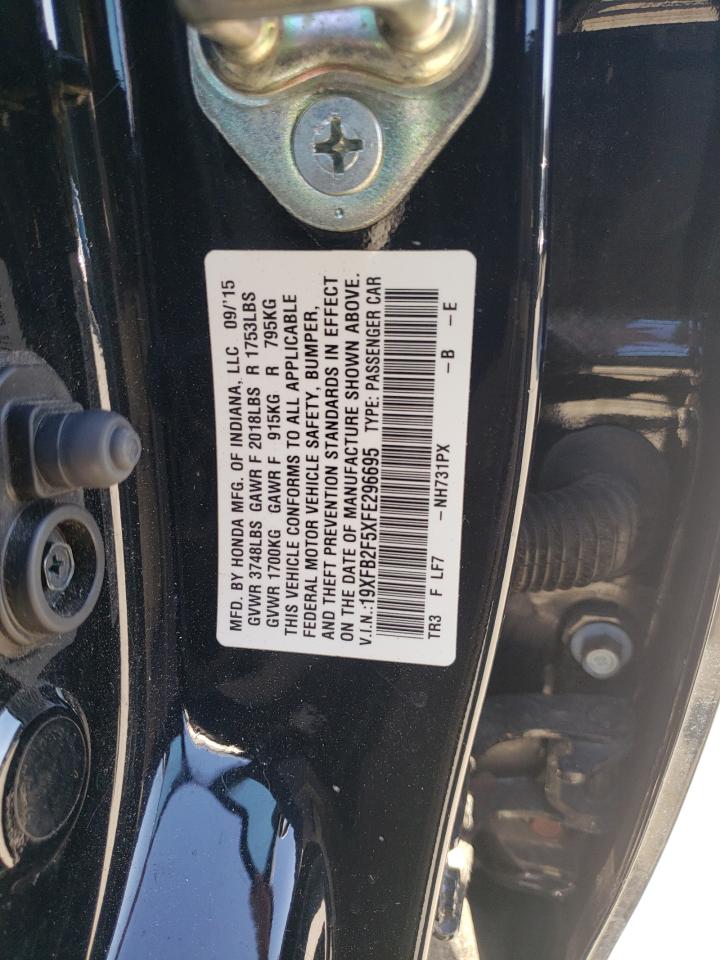 MFD. BY HONDA MFG. OF INDIANA, LLC 09/'15
GVWR 3748LBS GAWR F 2018LBS R 1753LBS
GVWR 1700KG GAWR F 915KG R 795KG
THIS VEHICLE CONFORMS TO ALL APPLICABLE
FEDERAL MOTOR VEHICLE SAFETY, BUMPER,
AND THEFT PREVENTION STANDARDS IN EFFECT
ON THE DATE OF MANUFACTURE SHOWN ABOVE.
V.I.N.:19XFB2F5XFE296695 TYPE: PASSENGER CAR
TR3 F LF7 -NH731PX -B -E